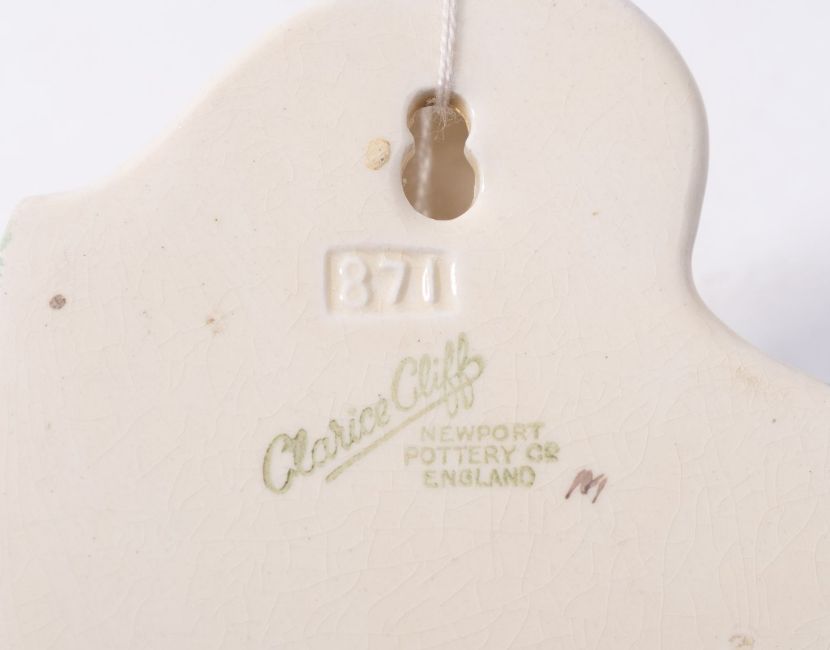 871
Clarice Cliff
NEWPORT
POTTERY CO
ENGLAND
M